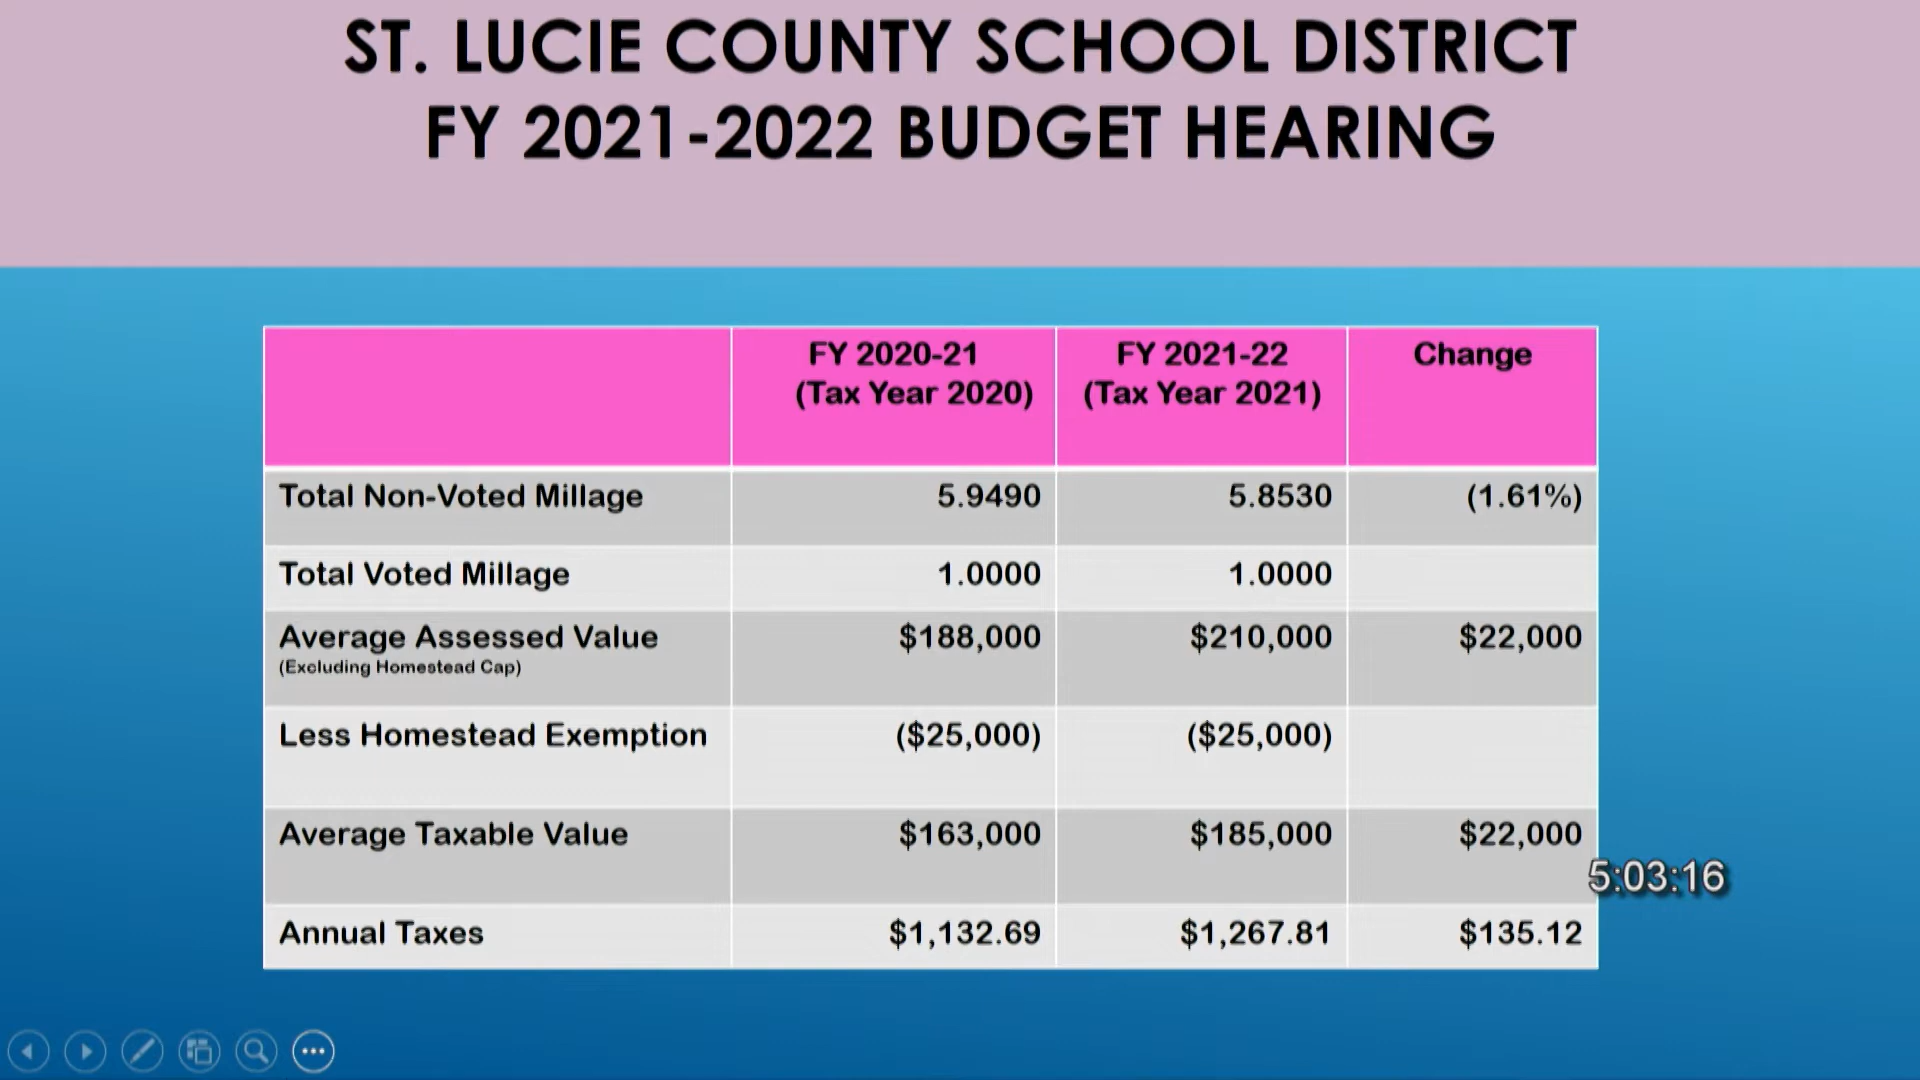 ST. LUCIE COUNTY SCHOOL DISTRICT
FY 2021-2022 BUDGET HEARING
FY 2020-21 FY 2021-22 Change
(Tax Year 2020) (Tax Year 2021)
Total Non-Voted Millage 5.9490 5.8530 (1.61%)
Total Voted Millage 1.0000 1.0000
Average Assessed Value $188,000 $210,000 $22,000
(Excluding Homestead Cap)
Less Homestead Exemption ($25,000) ($25,000)
Average Taxable Value $163,000 $185,000 $22,000
5:03:16
Annual Taxes $1,132.69 $1,267.81 $135.12